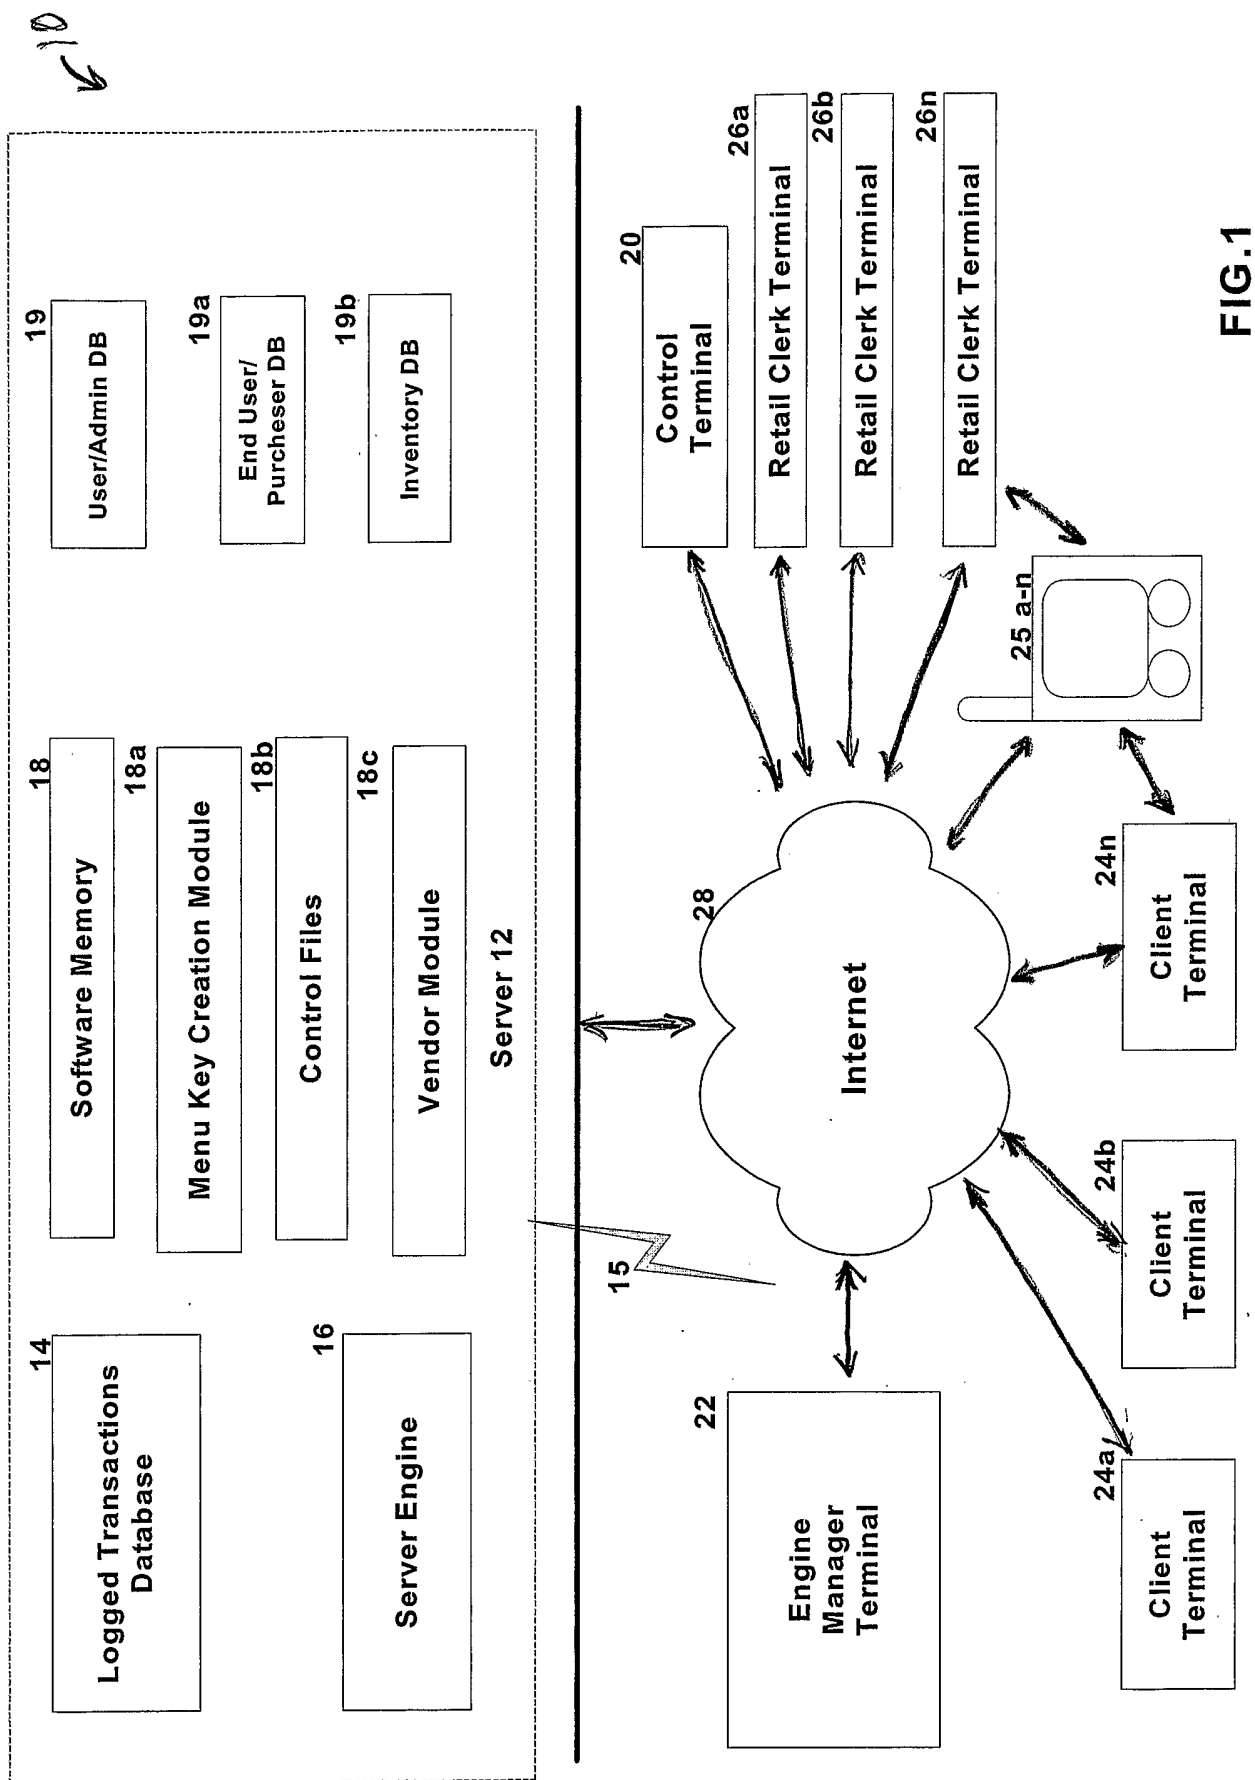 10
14
Logged Transactions
Database
16
Server Engine
18
Software Memory
18a
Menu Key Creation Module
18b
Control Files
18c
Vendor Module
Server 12
19
User/Admin DB
19a
End User/
Purcheser DB
19b
Inventory DB
15
22
Engine
Manager
Terminal
28
Internet
20
Control
Terminal
26a
Retail Clerk Terminal
26b
Retail Clerk Terminal
26n
Retail Clerk Terminal
25 a-n
24a
Client
Terminal
24b
Client
Terminal
24n
Client
Terminal
FIG.1